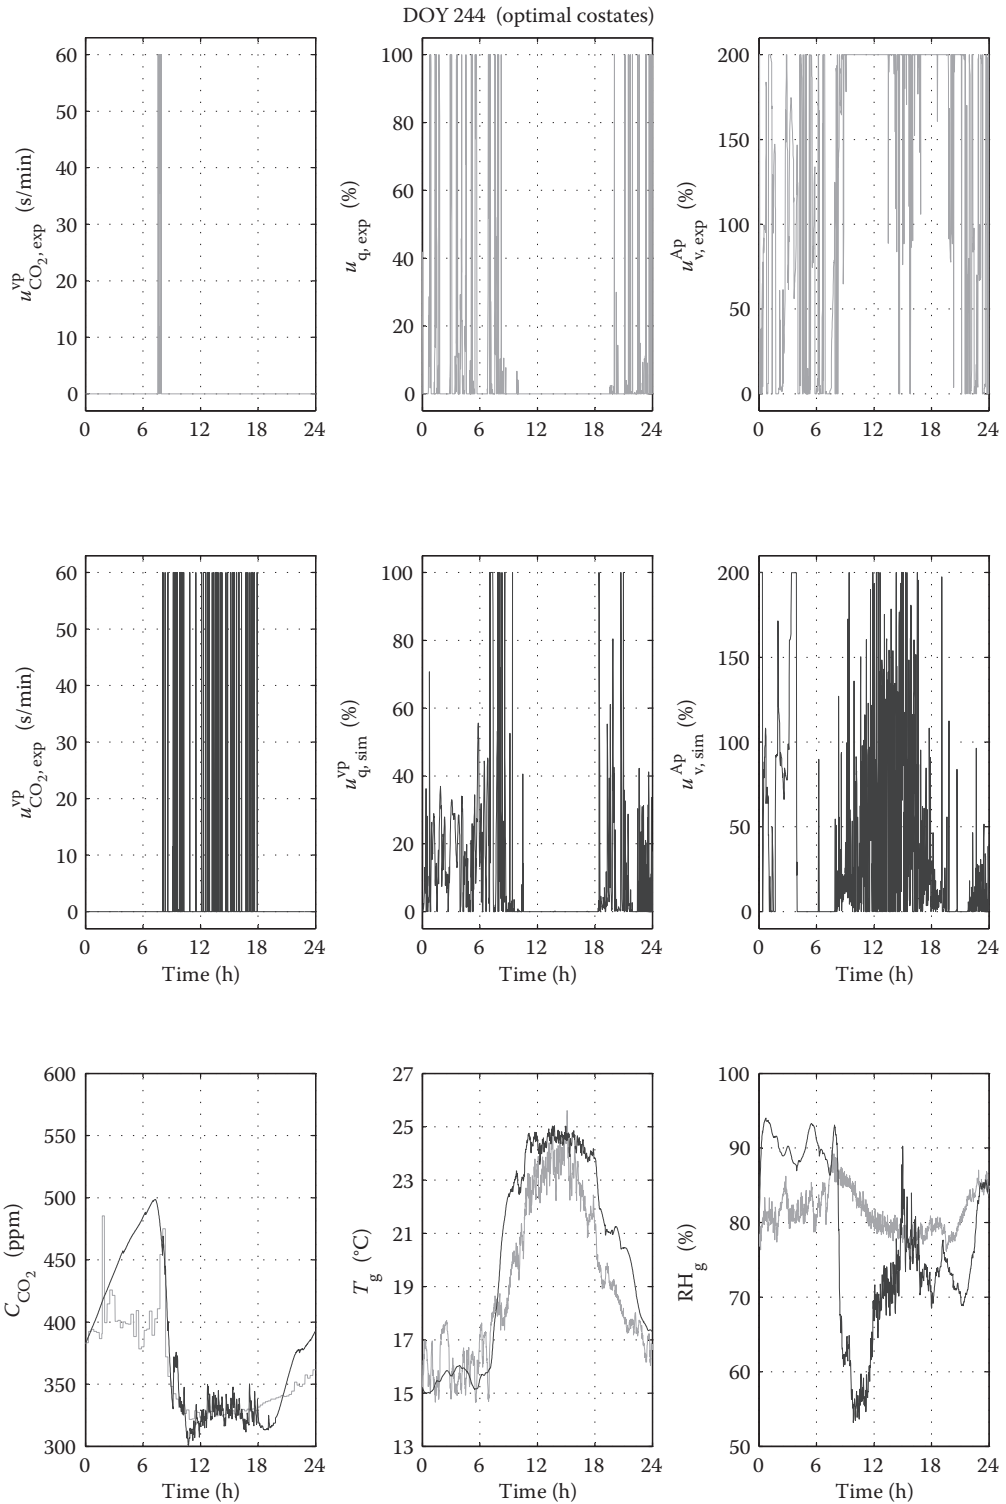 DOY 244 (optimal costates)
u^vp_CO2, exp (s/min)
60
50
40
30
20
10
0
0 6 12 18 24
u_q, exp (%)
100
80
60
40
20
0
0 6 12 18 24
u^Ap_v, exp (%)
200
150
100
50
0
0 6 12 18 24
u^vp_CO2, exp (s/min)
60
50
40
30
20
10
0
0 6 12 18 24
Time (h)
u^vp_q, sim (%)
100
80
60
40
20
0
0 6 12 18 24
Time (h)
u^Ap_v, sim (%)
200
150
100
50
0
0 6 12 18 24
Time (h)
C_CO2 (ppm)
600
550
500
450
400
350
300
0 6 12 18 24
Time (h)
T_g (°C)
27
25
23
21
19
17
15
13
0 6 12 18 24
Time (h)
RH_g (%)
100
90
80
70
60
50
0 6 12 18 24
Time (h)